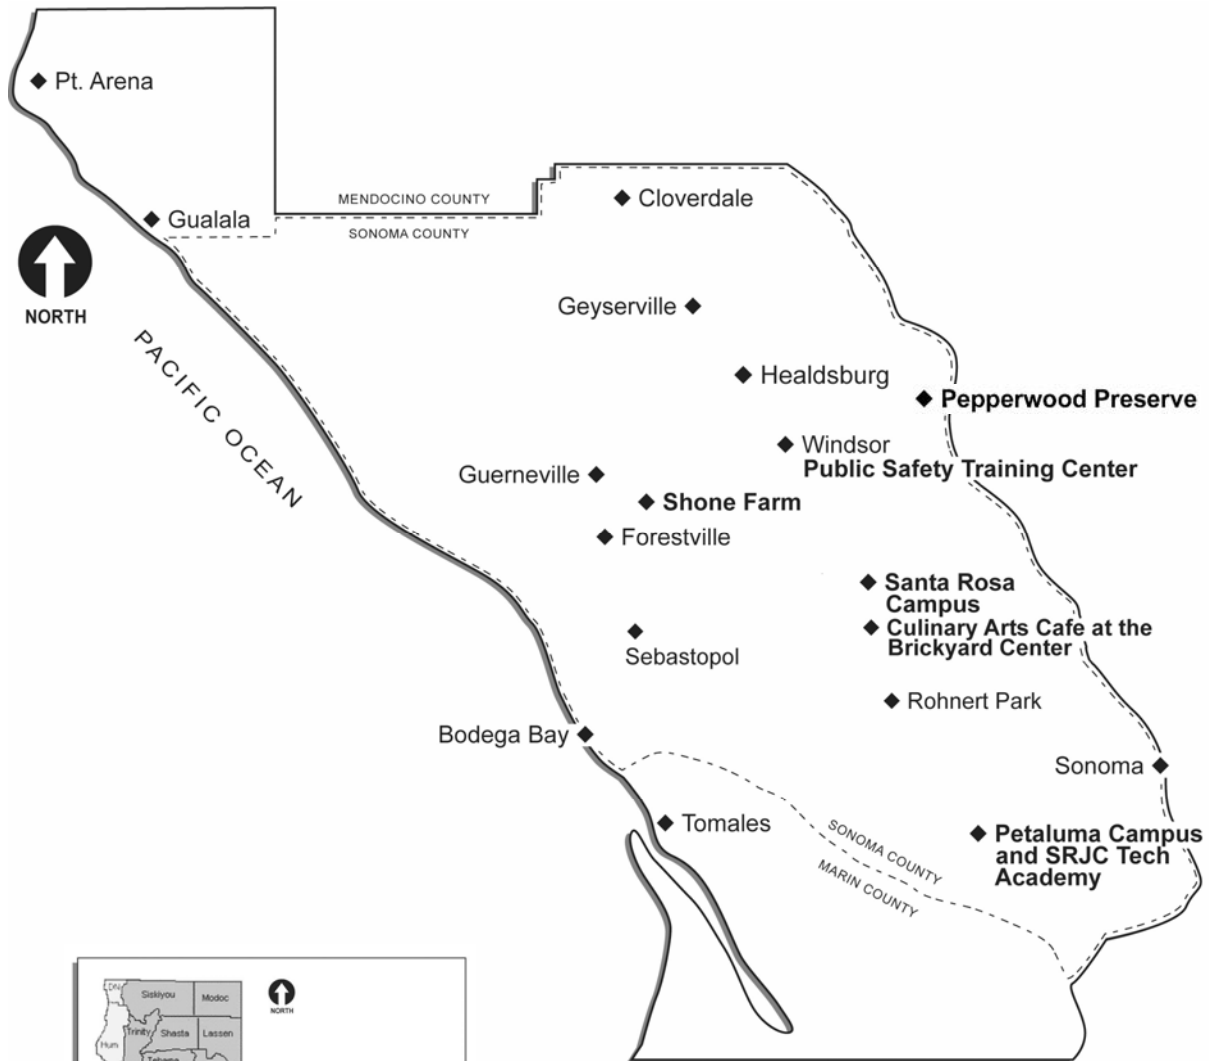 Pt. Arena
MENDOCINO COUNTY
Cloverdale
Gualala
SONOMA COUNTY
NORTH
Geyserville
PACIFIC OCEAN
Healdsburg
Pepperwood Preserve
Windsor
Public Safety Training Center
Guerneville
Shone Farm
Forestville
Santa Rosa
Campus
Culinary Arts Cafe at the
Brickyard Center
Sebastopol
Rohnert Park
Bodega Bay
Sonoma
Tomales
SONOMA COUNTY
MARIN COUNTY
Petaluma Campus
and SRJC Tech
Academy
DN
Siskiyou
Modoc
NORTH
Trinity
Shasta
Lassen
Hum